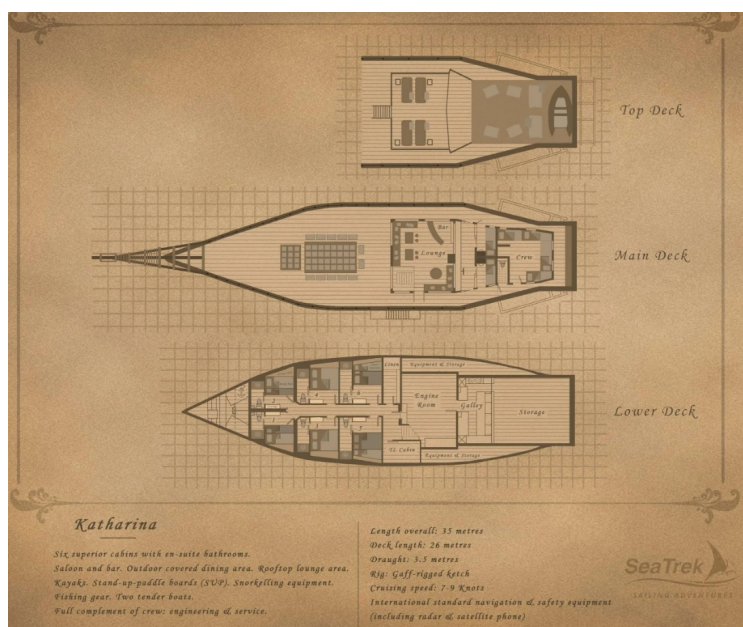 Top Deck
Bar
Lounge
Crew
Main Deck
Linen
Equipment & Storage
Engine Room
Galley
Storage
Lower Deck
TL Cabin
Equipment & Storage
Katharina
Six superior cabins with en-suite bathrooms.
Saloon and bar. Outdoor covered dining area. Rooftop lounge area.
Kayaks. Stand-up-paddle boards (SUP). Snorkelling equipment.
Fishing gear. Two tender boats.
Full complement of crew: engineering & service.
Length overall: 35 metres
Deck length: 26 metres
Draught: 3.5 metres
Rig: Gaff-rigged ketch
Cruising speed: 7-9 Knots
International standard navigation & safety equipment
(including radar & satellite phone)
SeaTrek
SAILING ADVENTURES